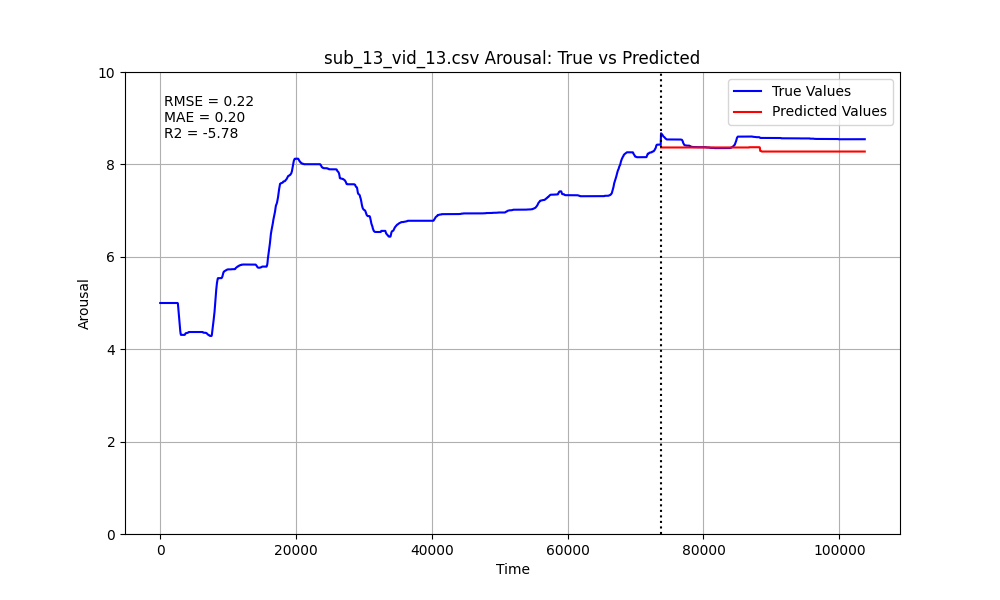 sub_13_vid_13.csv Arousal: True vs Predicted
RMSE = 0.22
MAE = 0.20
R2 = -5.78
True Values
Predicted Values
10
8
6
4
2
0
Arousal
0 20000 40000 60000 80000 100000
Time